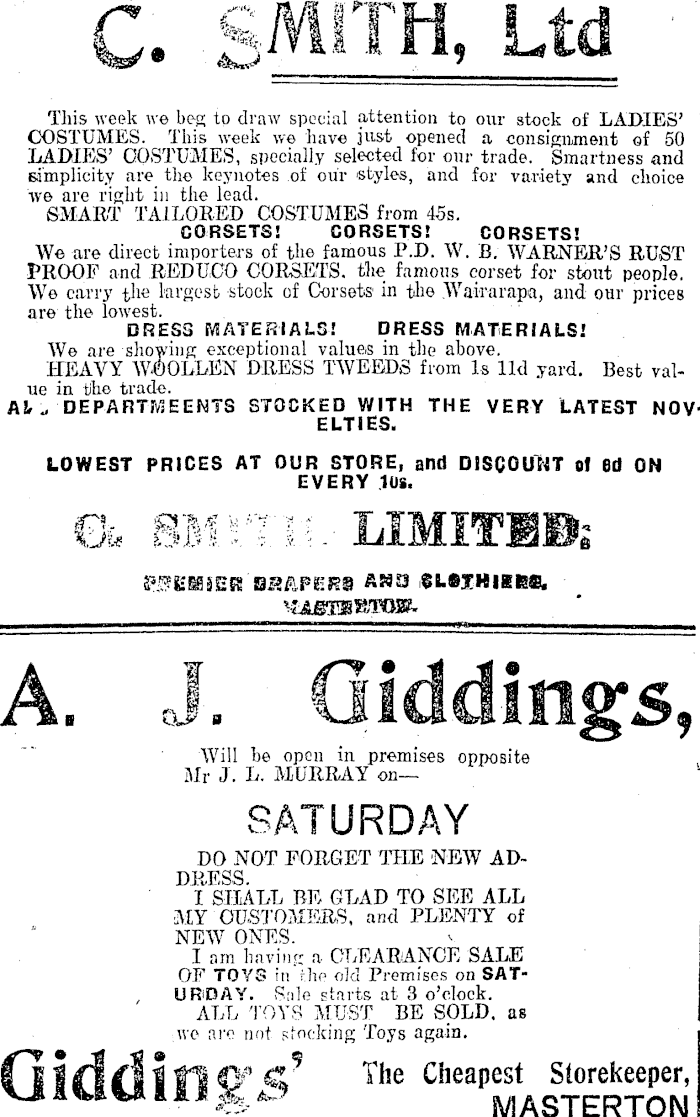 C. SMITH, Ltd
This week we beg to draw special attention to our stock of LADIES'
COSTUMES. This week we have just opened a consignment of 50
LADIES' COSTUMES, specially selected for our trade. Smartness and
simplicity are the keynotes of our styles, and for variety and choice
we are right in the lead.
SMART TAILORED COSTUMES from 45s.
CORSETS! CORSETS! CORSETS!
We are direct importers of the famous P.D. W. B. WARNER'S RUST
PROOF and REDUCO CORSETS, the famous corset for stout people.
We carry the largest stock of Corsets in the Wairarapa, and our prices
are the lowest.
DRESS MATERIALS! DRESS MATERIALS!
We are showing exceptional values in the above.
HEAVY WOOLLEN DRESS TWEEDS from 1s 11d yard. Best val-
ue in the trade.
ALL DEPARTMEENTS STOCKED WITH THE VERY LATEST NOV-
ELTIES.
LOWEST PRICES AT OUR STORE, and DISCOUNT of 6d ON
EVERY 10s.
C. SMITH LIMITED,
PREMIER DRAPERS AND CLOTHIERS,
MASTERTON.
A. J. Giddings,
Will be open in premises opposite
Mr J. L. MURRAY on—
SATURDAY
DO NOT FORGET THE NEW AD-
DRESS.
I SHALL BE GLAD TO SEE ALL
MY CUSTOMERS, and PLENTY of
NEW ONES.
I am having a CLEARANCE SALE
OF TOYS in the old Premises on SAT-
URDAY. Sale starts at 3 o'clock.
ALL TOYS MUST BE SOLD, as
we are not stocking Toys again.
Giddings' The Cheapest Storekeeper,
MASTERTON